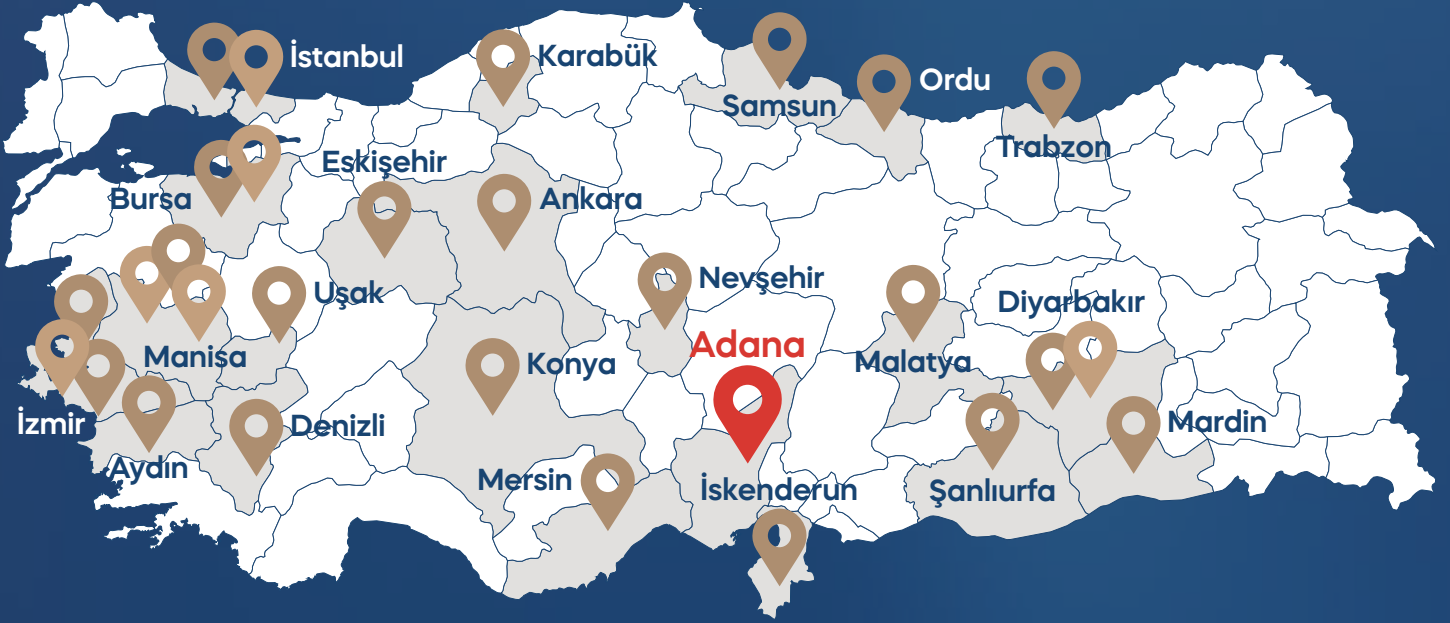 İstanbul
Karabük
Samsun
Ordu
Trabzon
Eskişehir
Bursa
Ankara
Uşak
Nevşehir
Diyarbakır
Manisa
Konya
Adana
Malatya
İzmir
Denizli
Mardin
Aydın
Mersin
İskenderun
Şanlıurfa